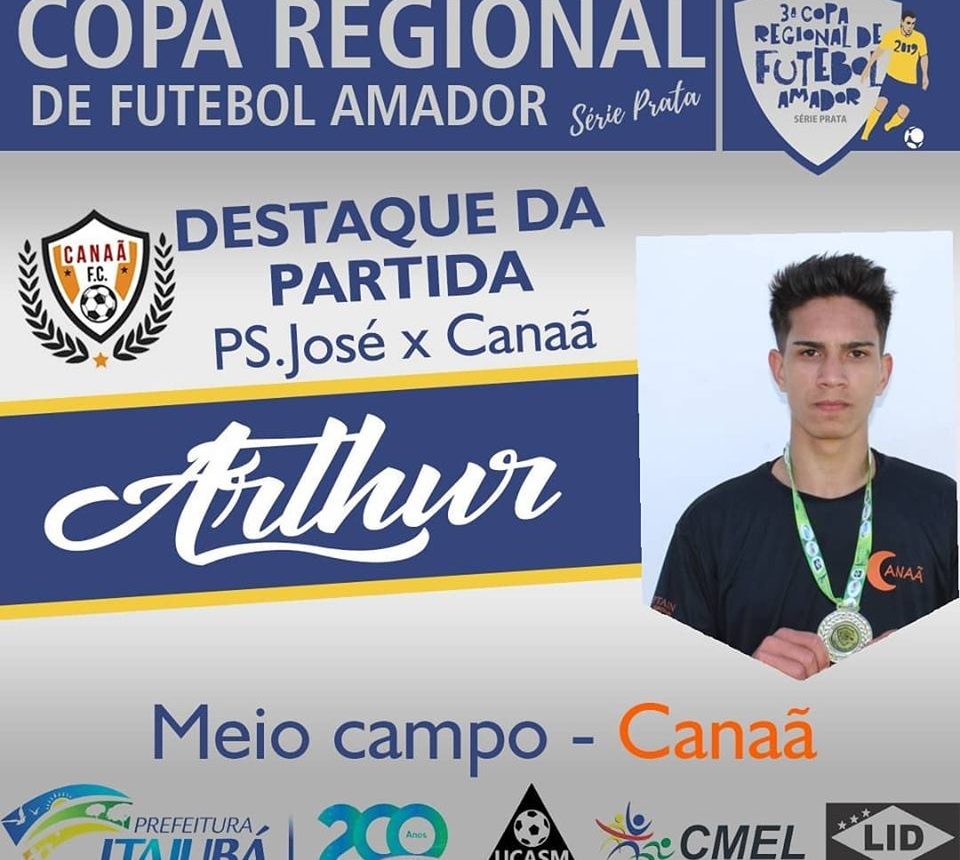 COPA REGIONAL
DE FUTEBOL AMADOR Série Prata
3ª COPA
REGIONAL DE
FUTEBOL
AMADOR
SÉRIE PRATA
2019
CANAÃ
F.C.
DESTAQUE DA
PARTIDA
PS.José x Canaã
Arthur
CANAÃ
Meio campo - Canaã
PREFEITURA
ITAJUBÁ
200 Anos
UCASM
CMEL
LID